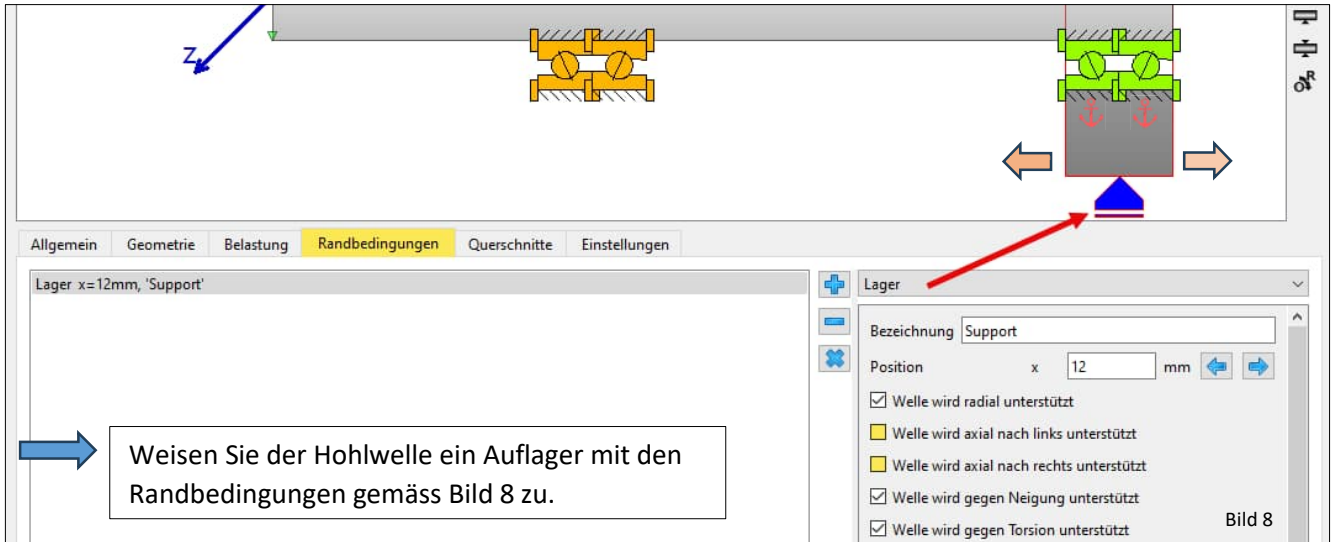 Z
R
Allgemein Geometrie Belastung Randbedingungen Querschnitte Einstellungen
Lager x=12mm, 'Support'
Lager
Bezeichnung Support
Position x 12 mm
Welle wird radial unterstützt
Welle wird axial nach links unterstützt
Welle wird axial nach rechts unterstützt
Welle wird gegen Neigung unterstützt
Welle wird gegen Torsion unterstützt
Weisen Sie der Hohlwelle ein Auflager mit den
Randbedingungen gemäss Bild 8 zu.
Bild 8